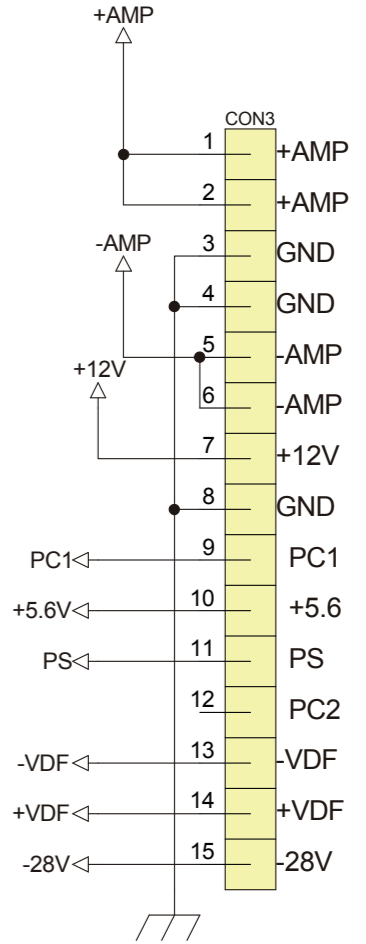 +AMP
CON3
1 +AMP
2 +AMP
-AMP
3 GND
4 GND
5 -AMP
+12V
6 -AMP
7 +12V
8 GND
PC1 9 PC1
+5.6V 10 +5.6
PS 11 PS
12 PC2
-VDF 13 -VDF
+VDF 14 +VDF
-28V 15 -28V